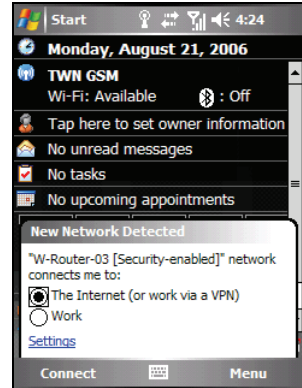 Start 4:24
Monday, August 21, 2006
TWN GSM
Wi-Fi: Available : Off
Tap here to set owner information
No unread messages
No tasks
No upcoming appointments
New Network Detected
"W-Router-03 [Security-enabled]" network
connects me to:
The Internet (or work via a VPN)
Work
Settings
Connect Menu